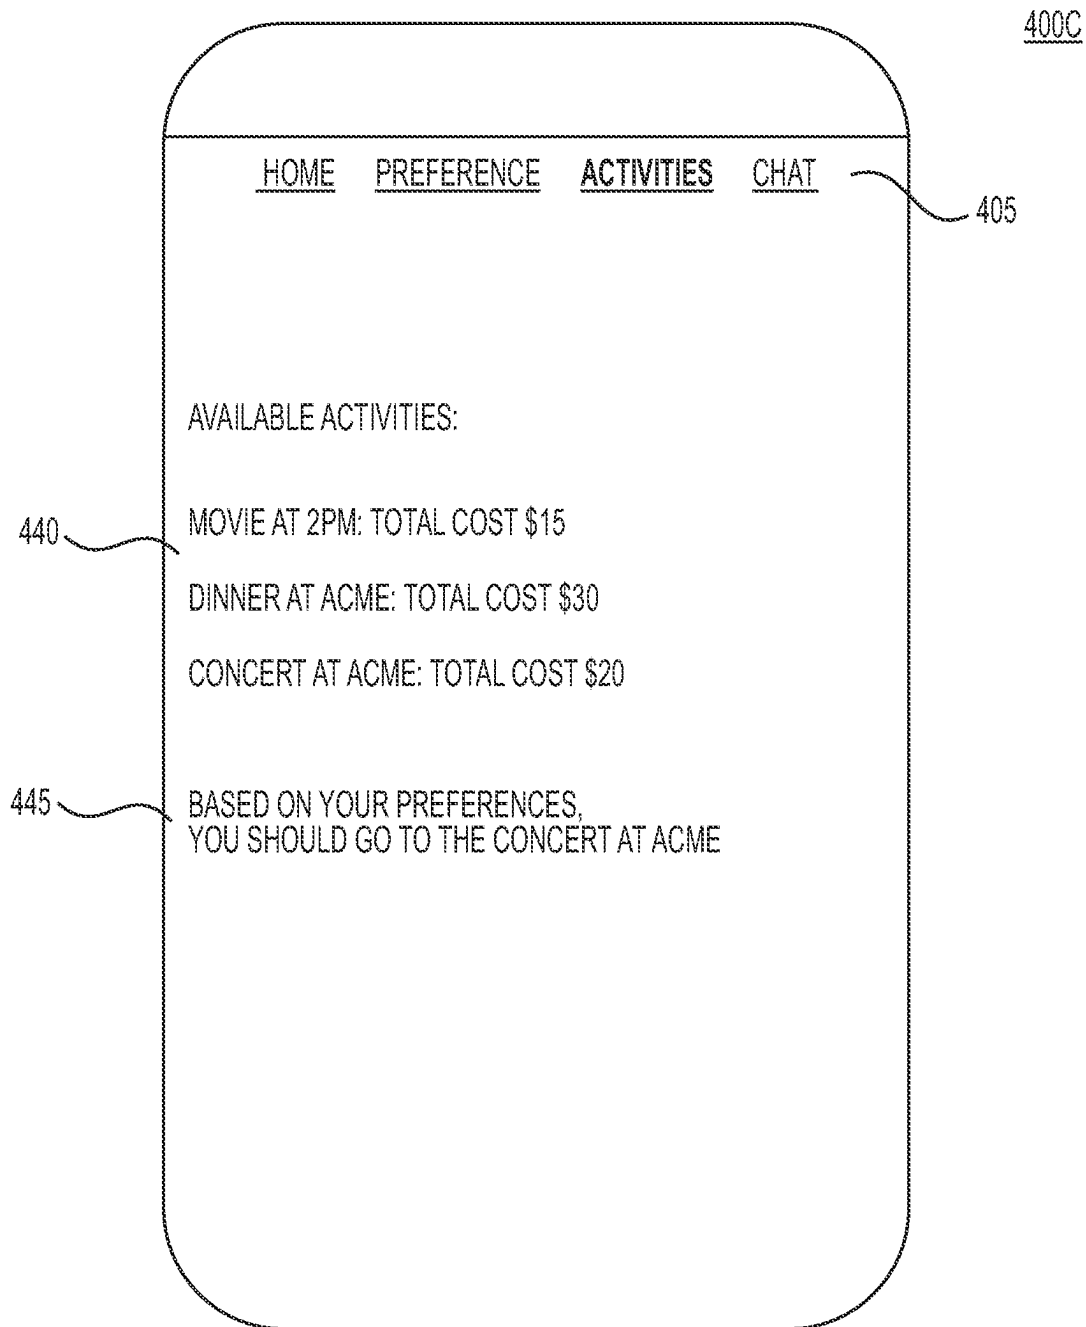 400C
HOME PREFERENCE ACTIVITIES CHAT
405
AVAILABLE ACTIVITIES:
MOVIE AT 2PM: TOTAL COST $15
440
DINNER AT ACME: TOTAL COST $30
CONCERT AT ACME: TOTAL COST $20
445
BASED ON YOUR PREFERENCES,
YOU SHOULD GO TO THE CONCERT AT ACME